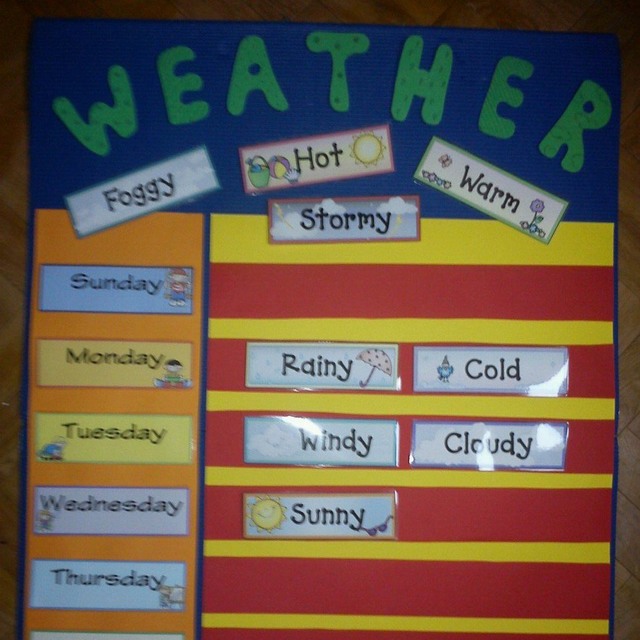 WEATHER
Foggy
Hot
Warm
Stormy
Sunday
Monday
Rainy
Cold
Tuesday
Windy
Cloudy
Wednesday
Sunny
Thursday